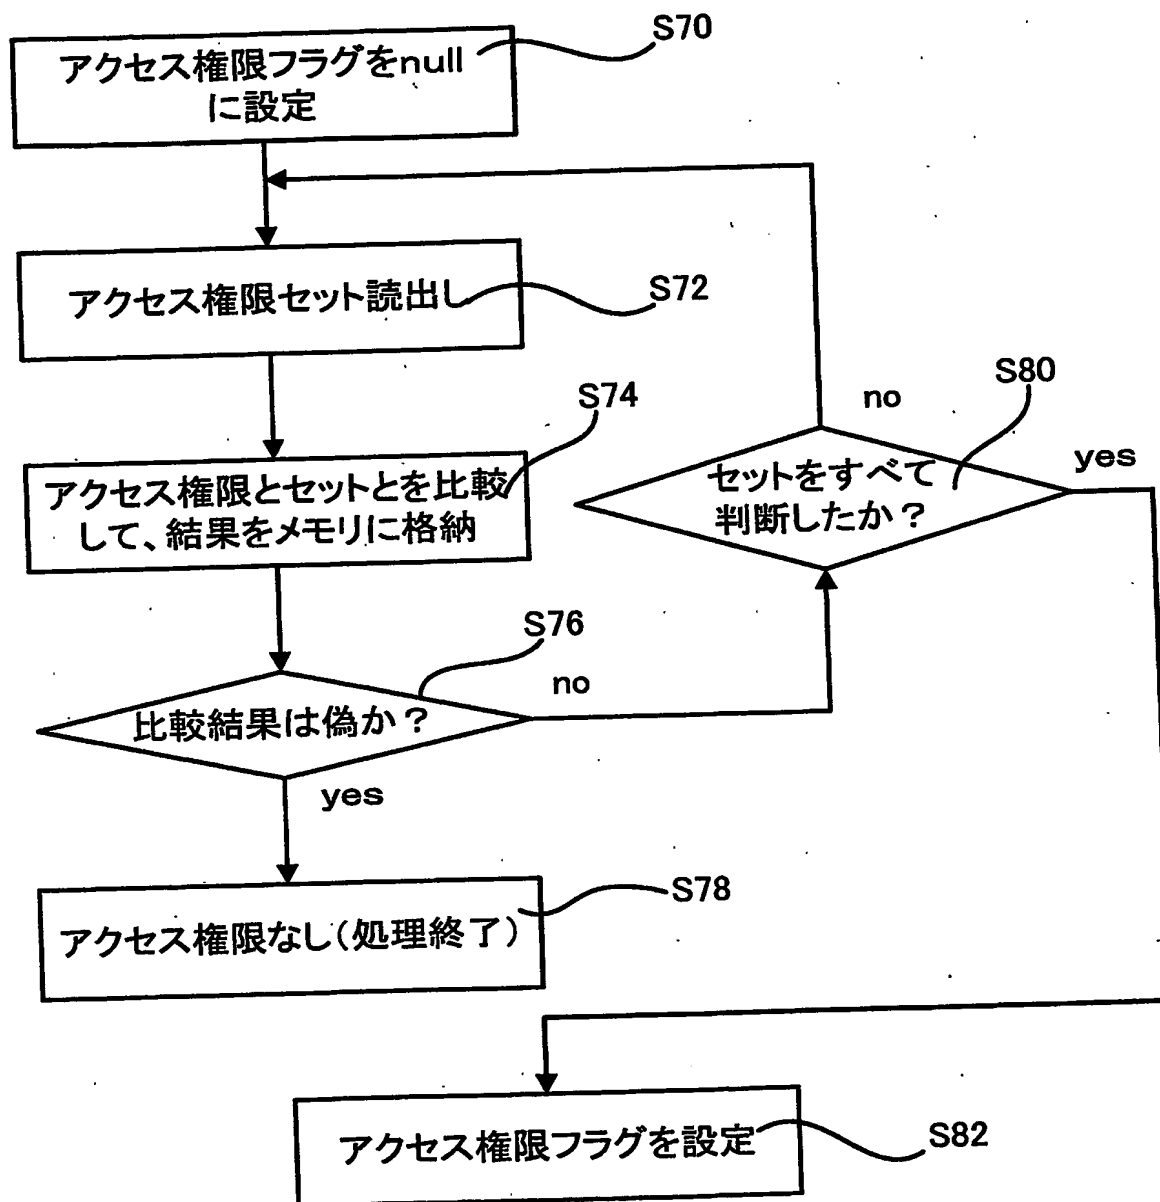 S70
アクセス権限フラグをnull
に設定
アクセス権限セット読出し
S72
S74
アクセス権限とセットとを比較
して、結果をメモリに格納
S80
no
yes
セットをすべて
判断したか？
S76
no
比較結果は偽か？
yes
S78
アクセス権限なし（処理終了）
アクセス権限フラグを設定
S82